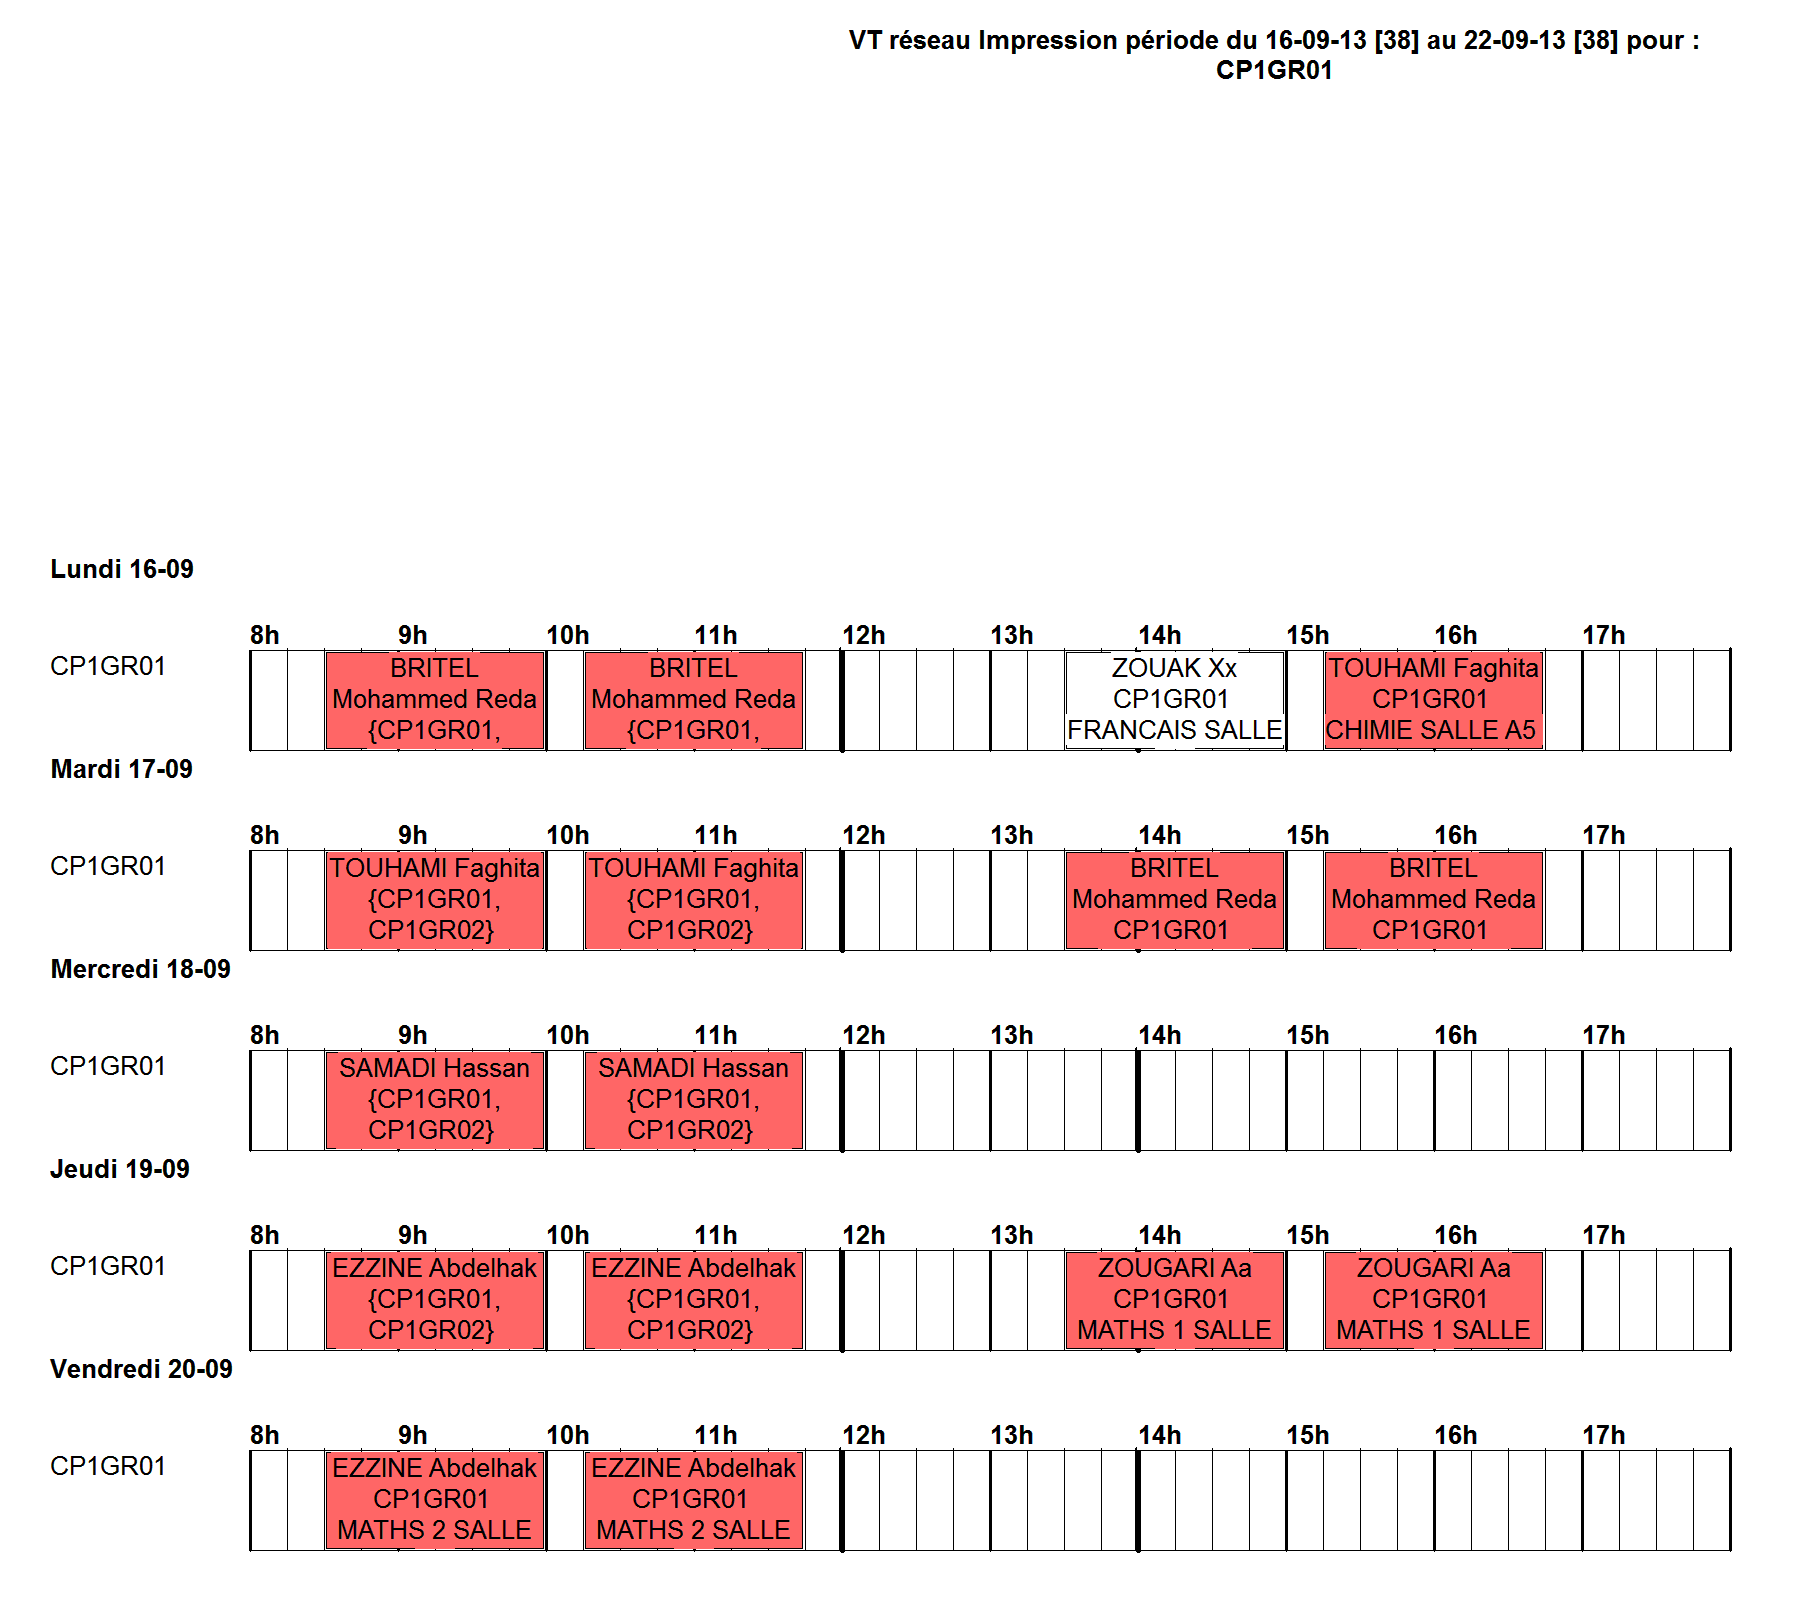 VT réseau Impression période du 16-09-13 [38] au 22-09-13 [38] pour :
CP1GR01
Lundi 16-09
8h 9h 10h 11h 12h 13h 14h 15h 16h 17h
CP1GR01
BRITEL
Mohammed Reda
{CP1GR01,
BRITEL
Mohammed Reda
{CP1GR01,
ZOUAK Xx
CP1GR01
FRANCAIS SALLE
TOUHAMI Faghita
CP1GR01
CHIMIE SALLE A5
Mardi 17-09
8h 9h 10h 11h 12h 13h 14h 15h 16h 17h
CP1GR01
TOUHAMI Faghita
{CP1GR01,
CP1GR02}
TOUHAMI Faghita
{CP1GR01,
CP1GR02}
BRITEL
Mohammed Reda
CP1GR01
BRITEL
Mohammed Reda
CP1GR01
Mercredi 18-09
8h 9h 10h 11h 12h 13h 14h 15h 16h 17h
CP1GR01
SAMADI Hassan
{CP1GR01,
CP1GR02}
SAMADI Hassan
{CP1GR01,
CP1GR02}
Jeudi 19-09
8h 9h 10h 11h 12h 13h 14h 15h 16h 17h
CP1GR01
EZZINE Abdelhak
{CP1GR01,
CP1GR02}
EZZINE Abdelhak
{CP1GR01,
CP1GR02}
ZOUGARI Aa
CP1GR01
MATHS 1 SALLE
ZOUGARI Aa
CP1GR01
MATHS 1 SALLE
Vendredi 20-09
8h 9h 10h 11h 12h 13h 14h 15h 16h 17h
CP1GR01
EZZINE Abdelhak
CP1GR01
MATHS 2 SALLE
EZZINE Abdelhak
CP1GR01
MATHS 2 SALLE